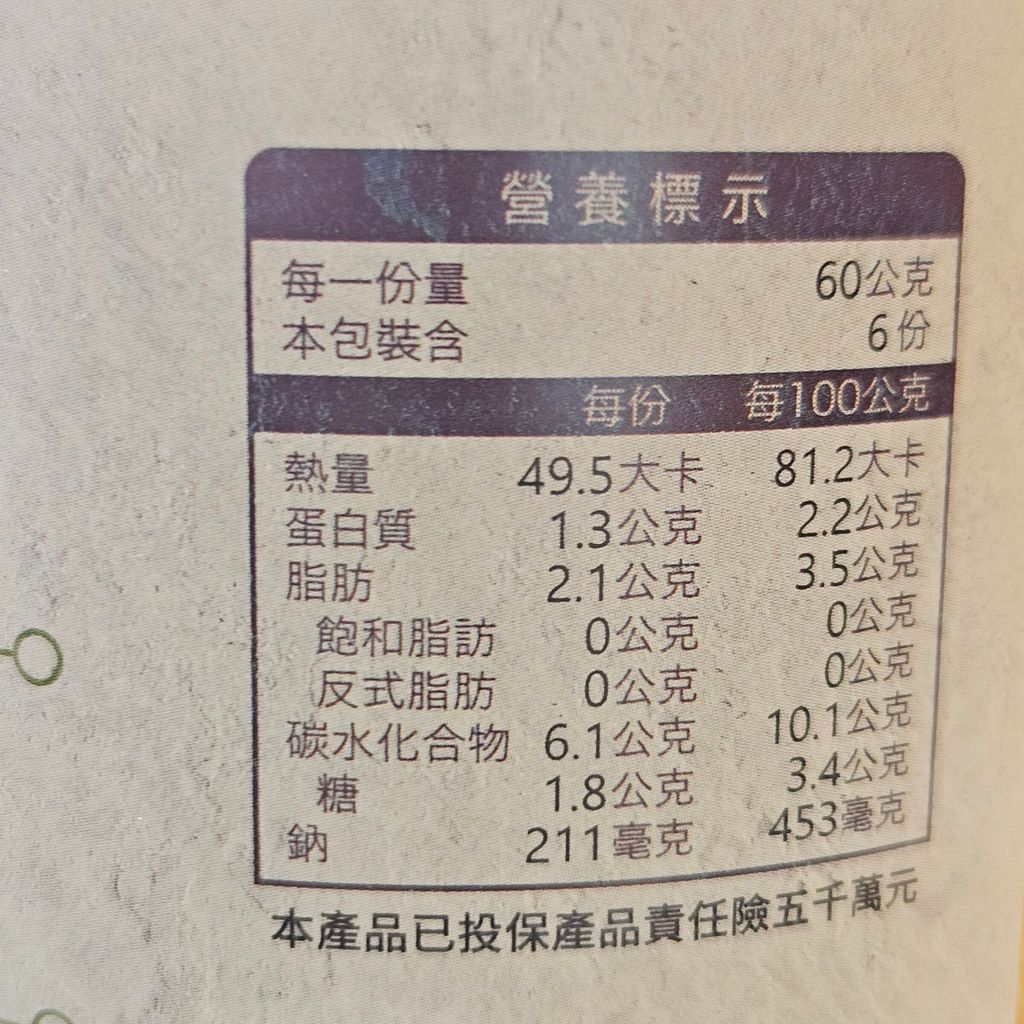 營養標示
每一份量 60公克
本包裝含 6份
每份 每100公克
熱量 49.5大卡 81.2大卡
蛋白質 1.3公克 2.2公克
脂肪 2.1公克 3.5公克
飽和脂訪 0公克 0公克
反式脂肪 0公克 0公克
碳水化合物 6.1公克 10.1公克
糖 1.8公克 3.4公克
鈉 211毫克 453毫克
本產品已投保產品責任險五千萬元